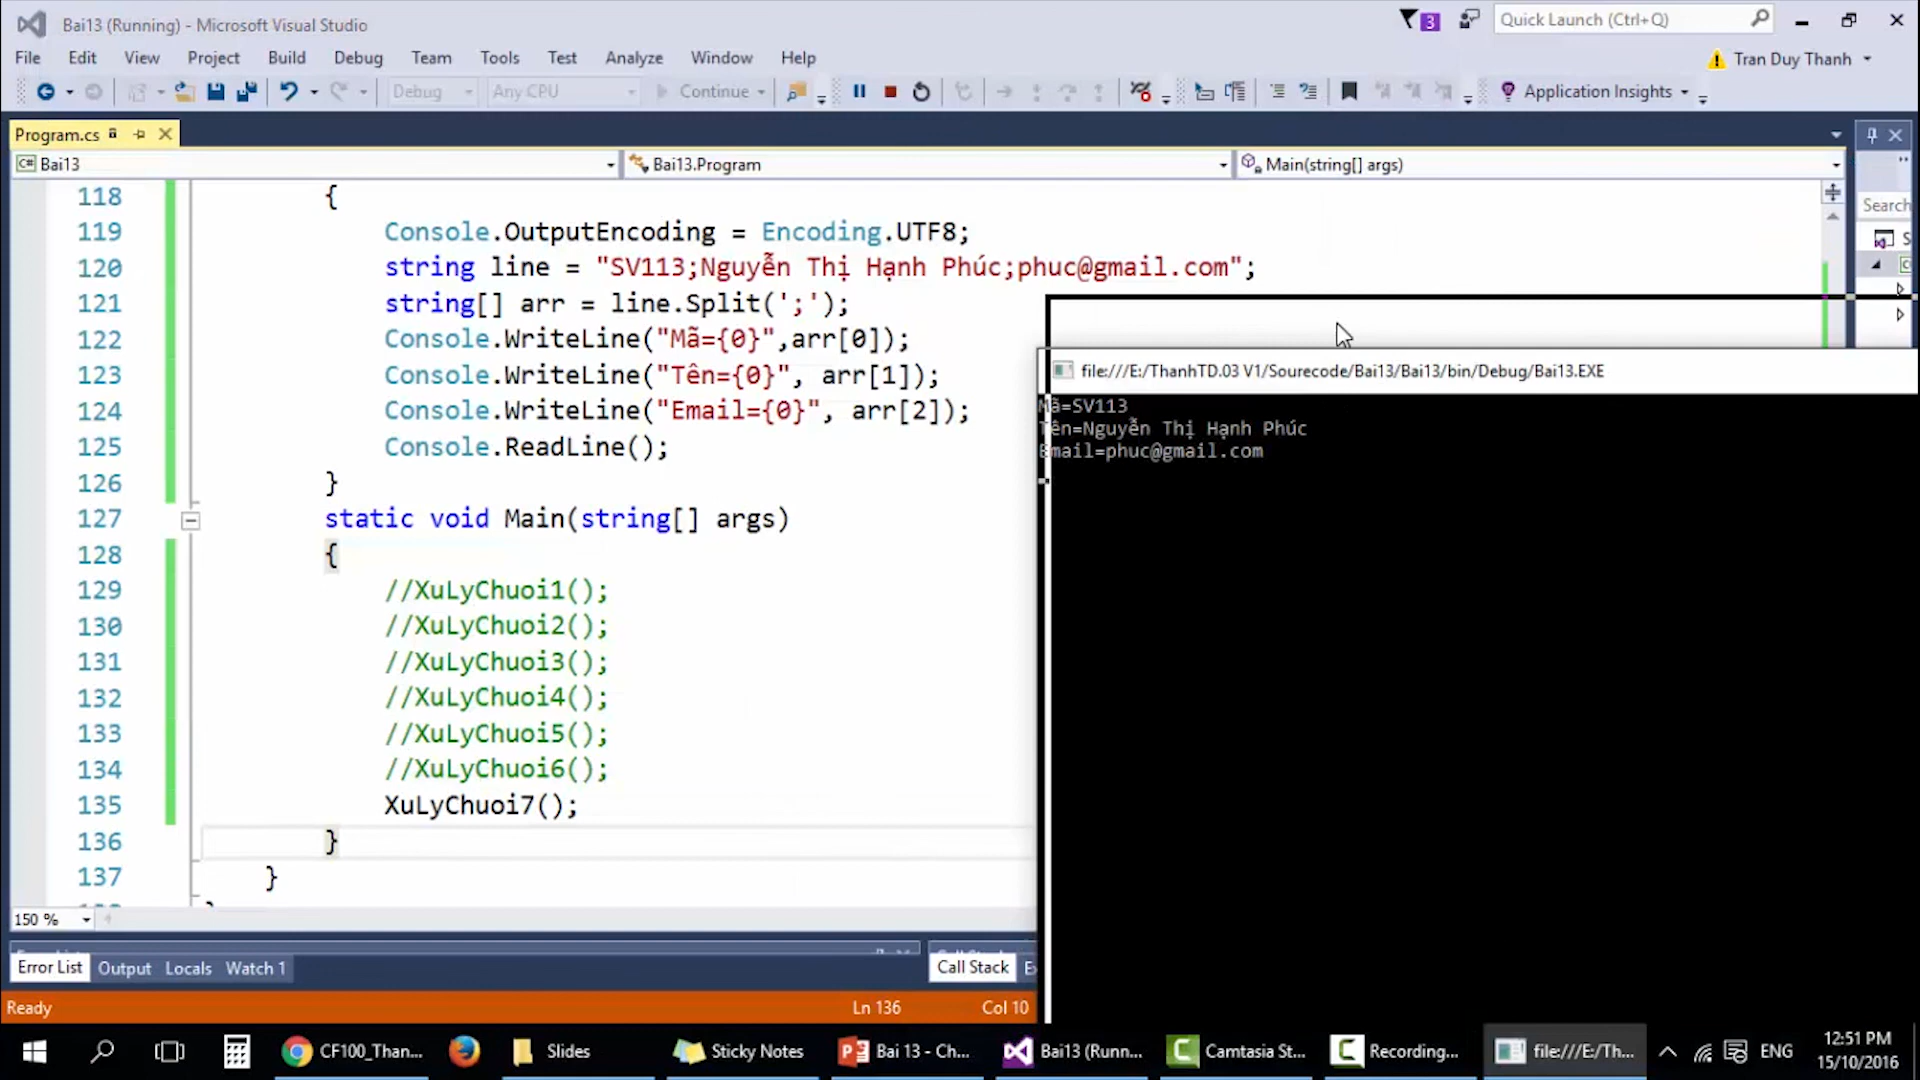 Bai13 (Running) - Microsoft Visual Studio
3
Quick Launch (Ctrl+Q)
File Edit View Project Build Debug Team Tools Test Analyze Window Help
Tran Duy Thanh
Debug Any CPU Continue Application Insights
Program.cs
Bai13 Bai13.Program Main(string[] args)
Search
118 {
119 Console.OutputEncoding = Encoding.UTF8;
120 string line = "SV113;Nguyễn Thị Hạnh Phúc;phuc@gmail.com";
121 string[] arr = line.Split(';');
122 Console.WriteLine("Mã={0}",arr[0]);
123 Console.WriteLine("Tên={0}", arr[1]);
124 Console.WriteLine("Email={0}", arr[2]);
125 Console.ReadLine();
126 }
127 static void Main(string[] args)
128 {
129 //XuLyChuoi1();
130 //XuLyChuoi2();
131 //XuLyChuoi3();
132 //XuLyChuoi4();
133 //XuLyChuoi5();
134 //XuLyChuoi6();
135 XuLyChuoi7();
136 }
137 }
file:///E:/ThanhTD.03 V1/Sourecode/Bai13/Bai13/bin/Debug/Bai13.EXE
Mã=SV113
Tên=Nguyễn Thị Hạnh Phúc
Email=phuc@gmail.com
150 %
Error List Output Locals Watch 1 Call Stack
Ready Ln 136 Col 10
CF100_Than... Slides Sticky Notes Bai 13 - Ch... Bai13 (Runn... Camtasia St... Recording... file:///E:/Th... ENG
12:51 PM
15/10/2016